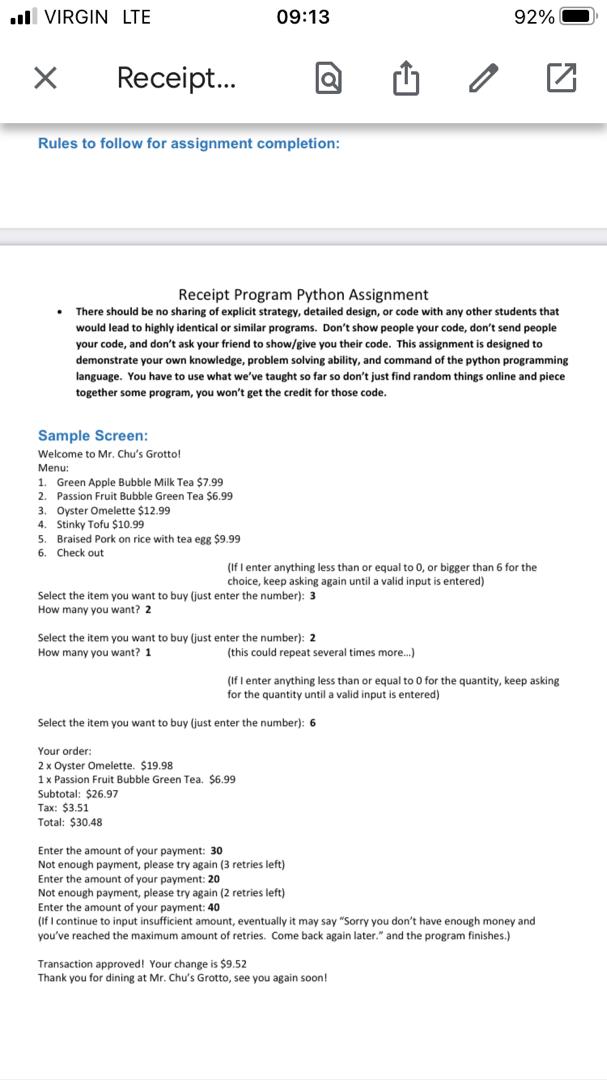 VIRGIN LTE 09:13 92%
Receipt...
Rules to follow for assignment completion:
Receipt Program Python Assignment
• There should be no sharing of explicit strategy, detailed design, or code with any other students that
would lead to highly identical or similar programs. Don't show people your code, don't send people
your code, and don't ask your friend to show/give you their code. This assignment is designed to
demonstrate your own knowledge, problem solving ability, and command of the python programming
language. You have to use what we've taught so far so don't just find random things online and piece
together some program, you won't get the credit for those code.
Sample Screen:
Welcome to Mr. Chu's Grotto!
Menu:
1. Green Apple Bubble Milk Tea $7.99
2. Passion Fruit Bubble Green Tea $6.99
3. Oyster Omelette $12.99
4. Stinky Tofu $10.99
5. Braised Pork on rice with tea egg $9.99
6. Check out
(If I enter anything less than or equal to 0, or bigger than 6 for the
choice, keep asking again until a valid input is entered)
Select the item you want to buy (just enter the number): 3
How many you want? 2
Select the item you want to buy (just enter the number): 2
How many you want? 1 (this could repeat several times more...)
(If I enter anything less than or equal to 0 for the quantity, keep asking
for the quantity until a valid input is entered)
Select the item you want to buy (just enter the number): 6
Your order:
2 x Oyster Omelette. $19.98
1 x Passion Fruit Bubble Green Tea. $6.99
Subtotal: $26.97
Tax: $3.51
Total: $30.48
Enter the amount of your payment: 30
Not enough payment, please try again (3 retries left)
Enter the amount of your payment: 20
Not enough payment, please try again (2 retries left)
Enter the amount of your payment: 40
(If I continue to input insufficient amount, eventually it may say "Sorry you don't have enough money and
you've reached the maximum amount of retries. Come back again later." and the program finishes.)
Transaction approved! Your change is $9.52
Thank you for dining at Mr. Chu's Grotto, see you again soon!